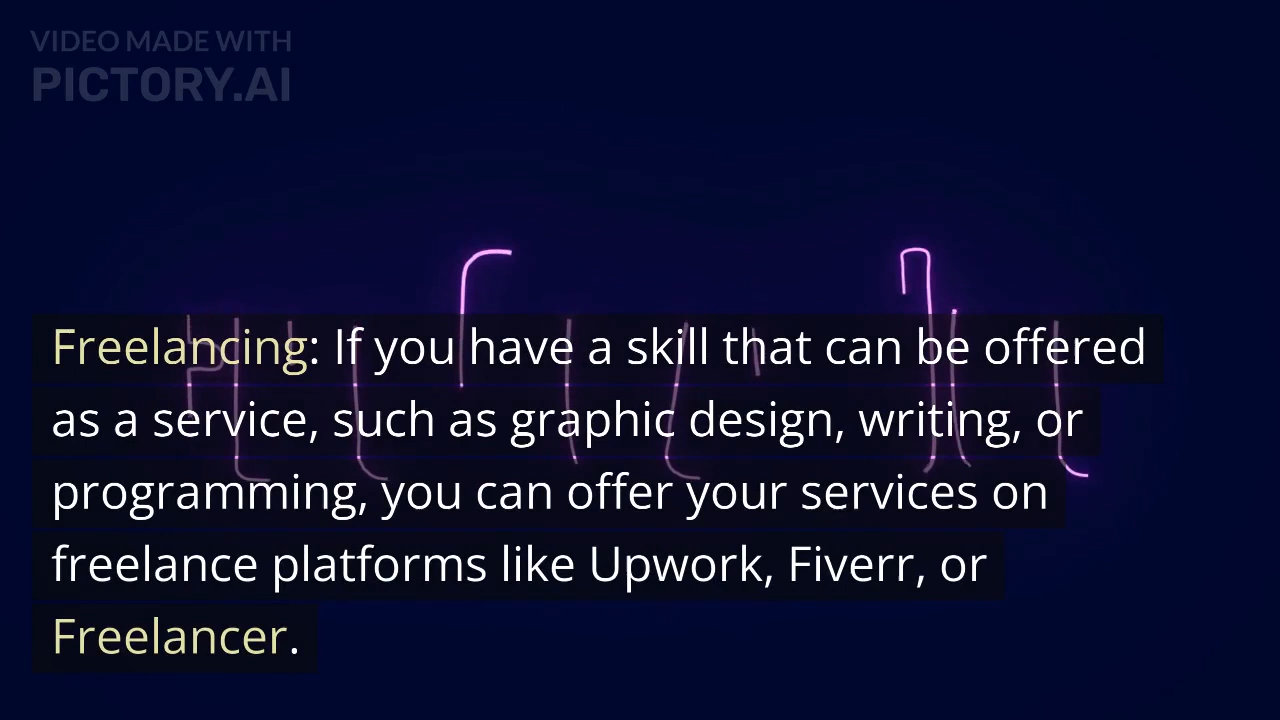 VIDEO MADE WITH
PICTORY.AI
Freelancing: If you have a skill that can be offered
as a service, such as graphic design, writing, or
programming, you can offer your services on
freelance platforms like Upwork, Fiverr, or
Freelancer.